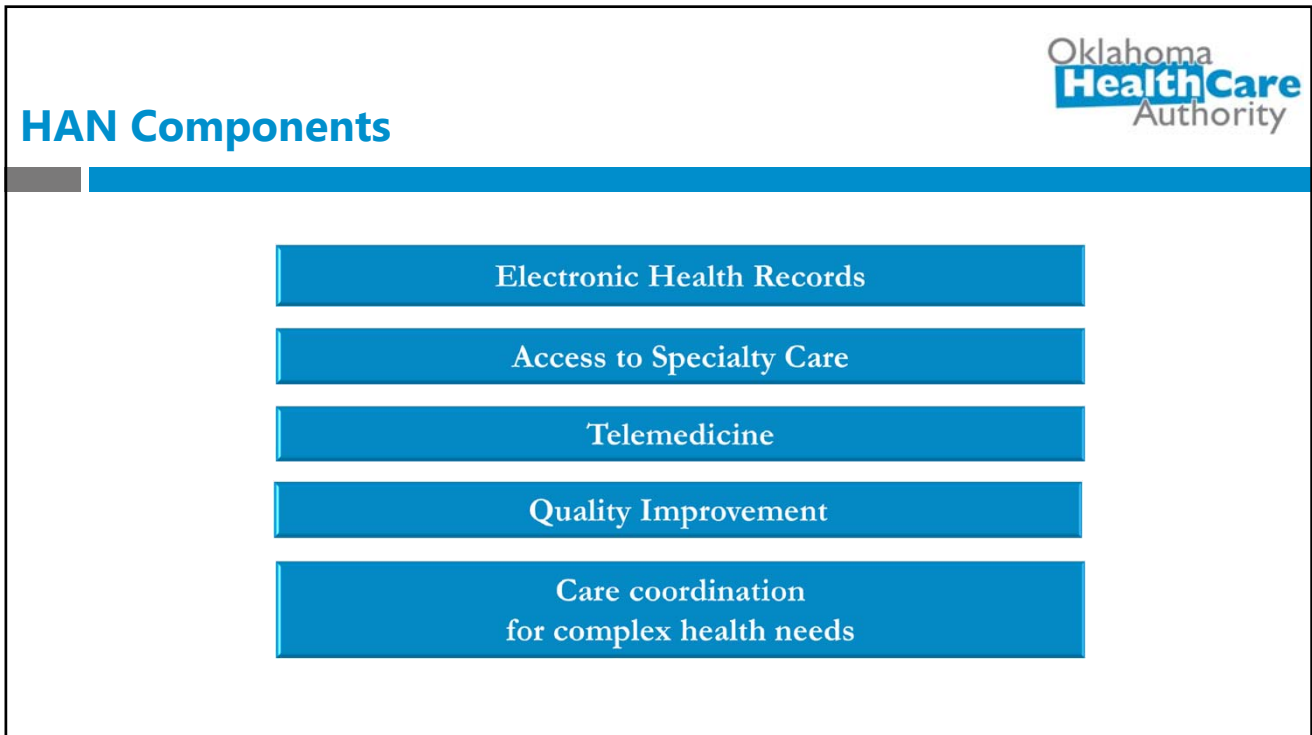 Oklahoma
HealthCare
Authority
HAN Components
Electronic Health Records
Access to Specialty Care
Telemedicine
Quality Improvement
Care coordination
for complex health needs